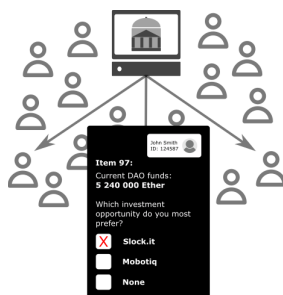 John Smith
ID: 124587
Item 97:
Current DAO funds:
5 240 000 Ether
Which investment
opportunity do you most
prefer?
X Slock.it
Mobotiq
None